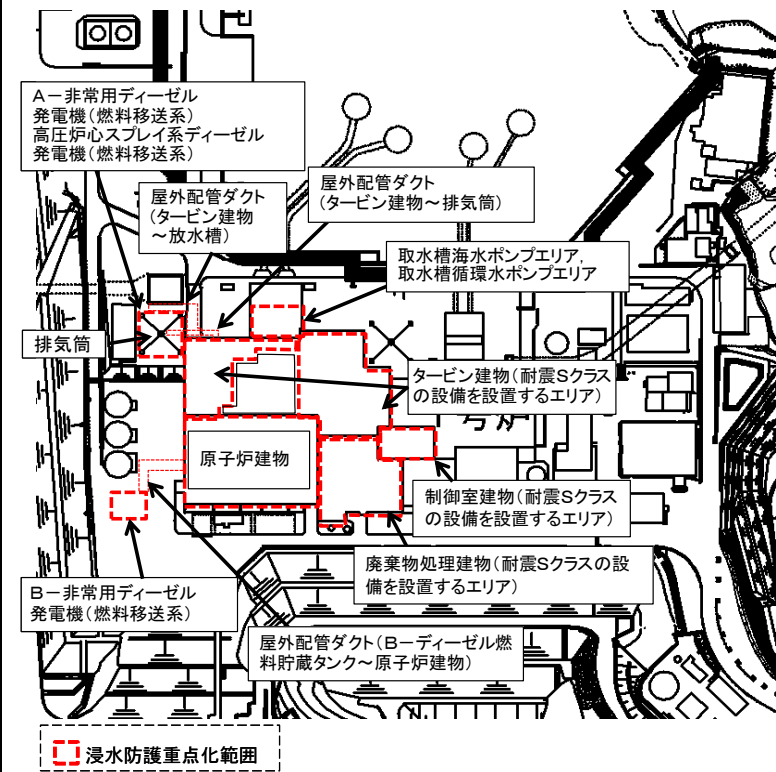 A－非常用ディーゼル
発電機（燃料移送系）
高圧炉心スプレイ系ディーゼル
発電機（燃料移送系）
屋外配管ダクト
（タービン建物
～放水槽）
屋外配管ダクト
（タービン建物～排気筒）
取水槽海水ポンプエリア，
取水槽循環水ポンプエリア
排気筒
タービン建物（耐震Sクラス
の設備を設置するエリア）
号炉
原子炉建物
制御室建物（耐震Sクラス
の設備を設置するエリア）
廃棄物処理建物（耐震Sクラスの設
備を設置するエリア）
B－非常用ディーゼル
発電機（燃料移送系）
屋外配管ダクト（B－ディーゼル燃
料貯蔵タンク～原子炉建物）
浸水防護重点化範囲